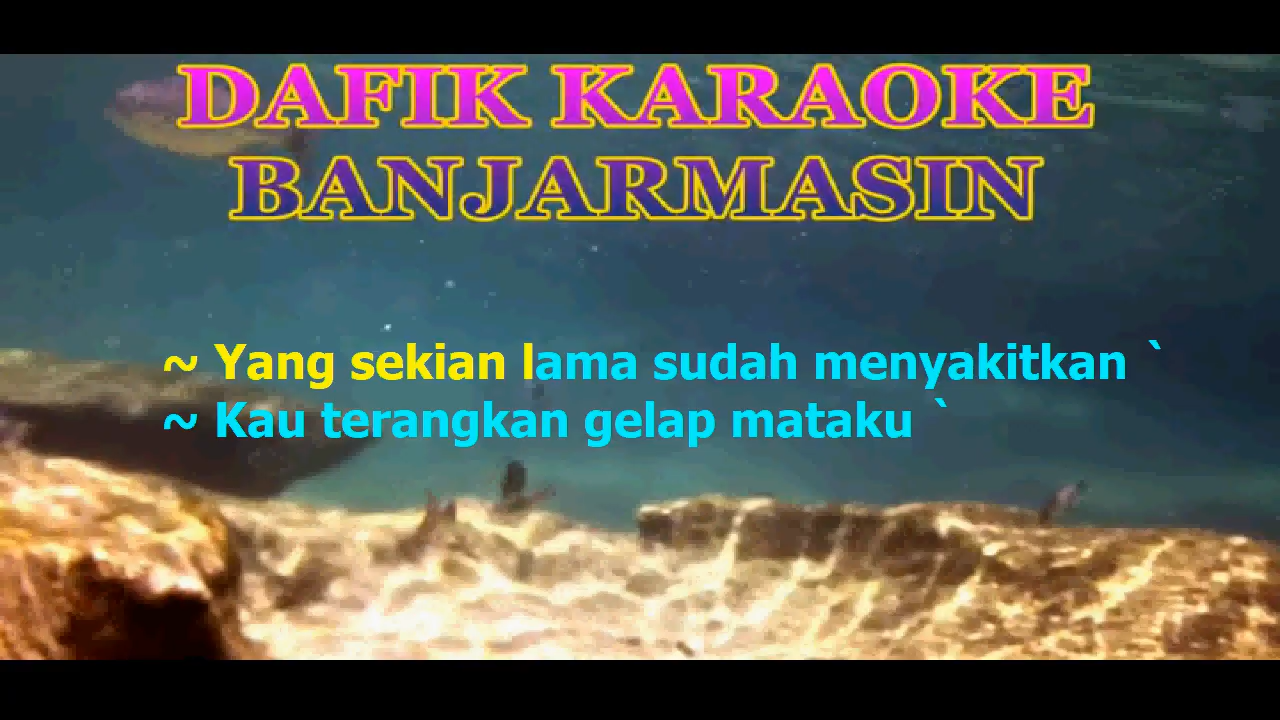 DAFIK KARAOKE
BANJARMASIN
~ Yang sekian lama sudah menyakitkan `
~ Kau terangkan gelap mataku `